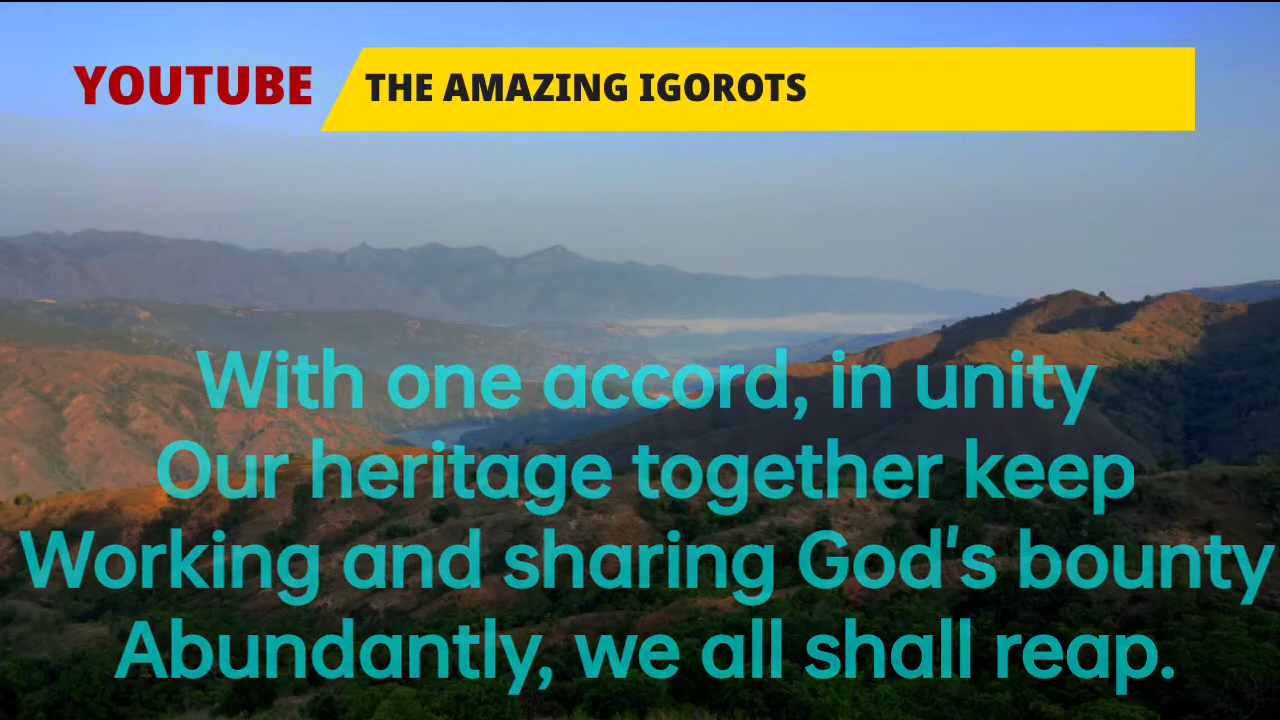 YOUTUBE THE AMAZING IGOROTS
With one accord, in unity
Our heritage together keep
Working and sharing God's bounty
Abundantly, we all shall reap.